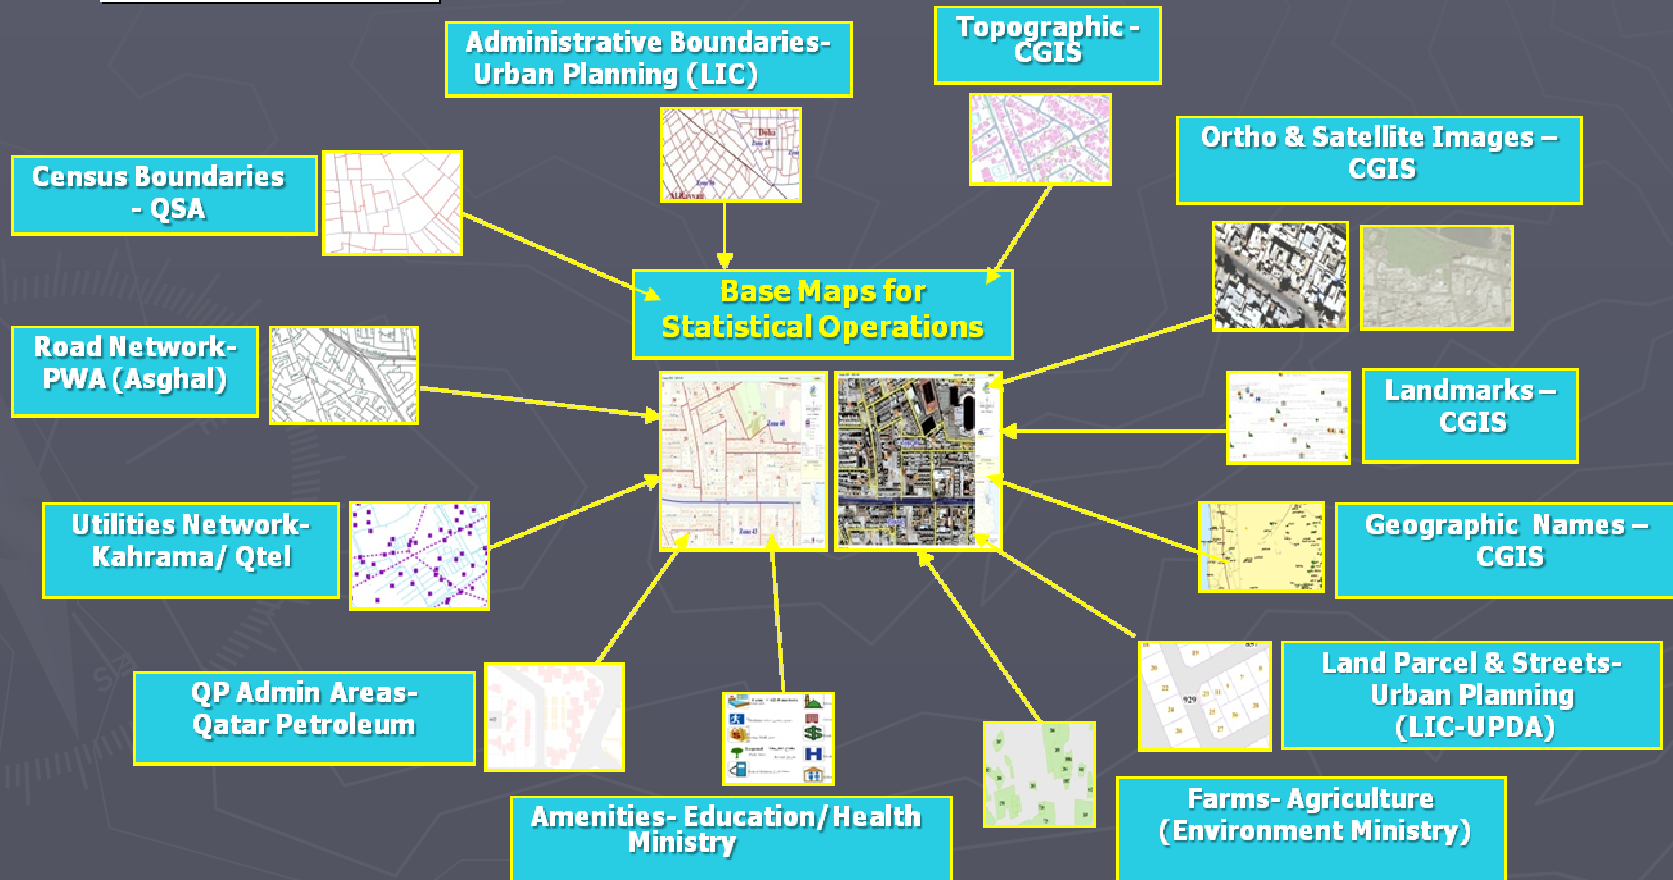 Administrative Boundaries-
Urban Planning (LIC)
Topographic -
CGIS
Ortho & Satellite Images –
CGIS
Census Boundaries
- QSA
Doha
Base Maps for
Statistical Operations
Road Network-
PWA (Asghal)
Landmarks –
CGIS
Utilities Network-
Kahrama/ Qtel
Geographic Names –
CGIS
QP Admin Areas-
Qatar Petroleum
929
Land Parcel & Streets-
Urban Planning
(LIC-UPDA)
Amenities- Education/Health
Ministry
Farms- Agriculture
(Environment Ministry)